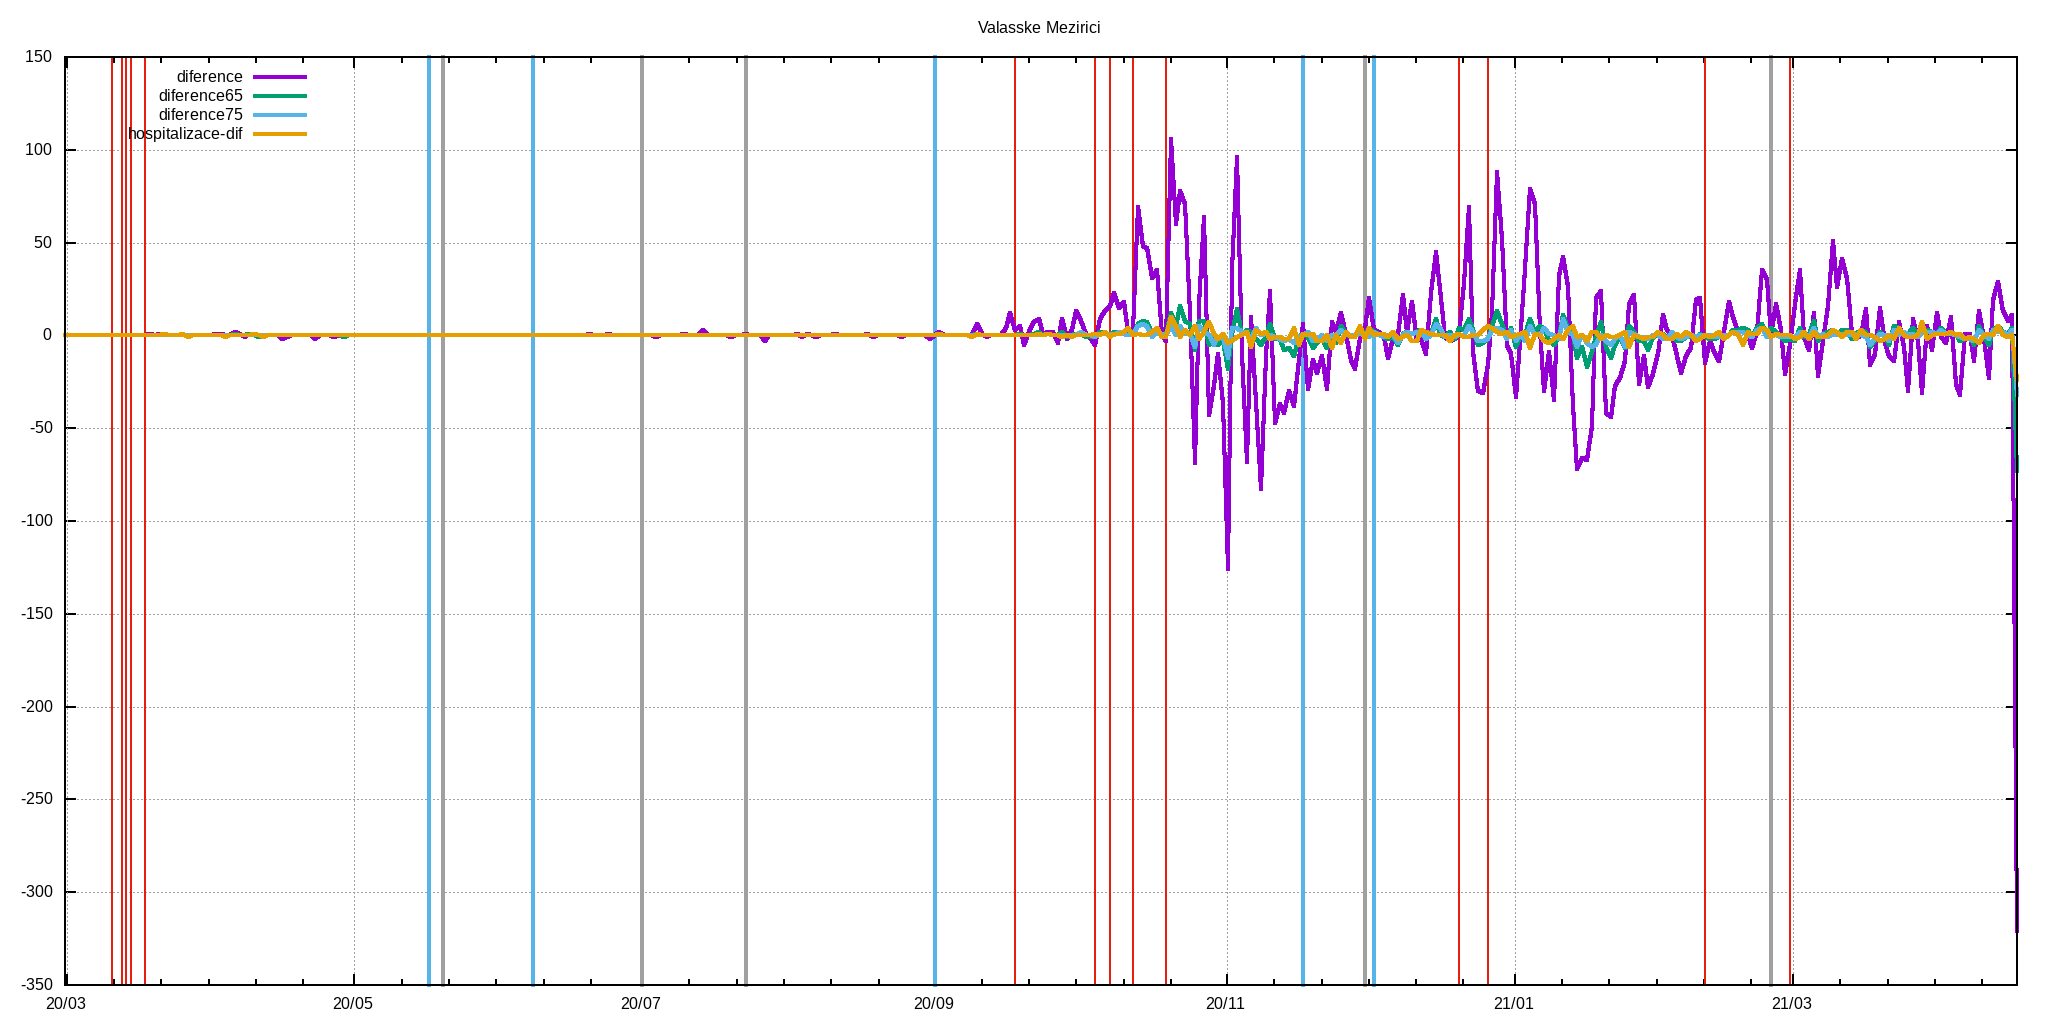 Valasske Mezirici
150
diference
diference65
diference75
hospitalizace-dif
100
50
0
-50
-100
-150
-200
-250
-300
-350
20/03 20/05 20/07 20/09 20/11 21/01 21/03